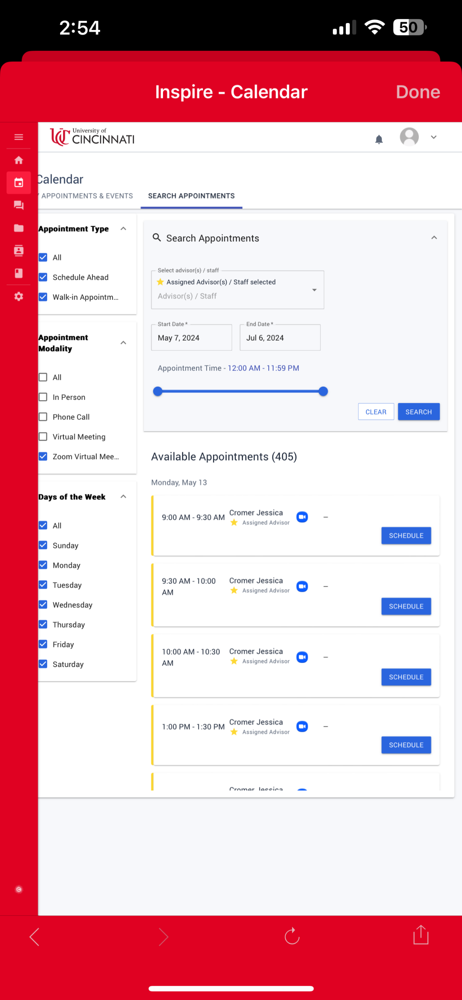 2:54
50
Inspire - Calendar
Done
University of
CINCINNATI
Calendar
APPOINTMENTS & EVENTS
SEARCH APPOINTMENTS
Appointment Type
All
Schedule Ahead
Walk-in Appointm...
Appointment
Modality
All
In Person
Phone Call
Virtual Meeting
Zoom Virtual Mee...
Days of the Week
All
Sunday
Monday
Tuesday
Wednesday
Thursday
Friday
Saturday
Search Appointments
Select advisor(s) / staff
Assigned Advisor(s) / Staff selected
Advisor(s) / Staff
Start Date *
May 7, 2024
End Date *
Jul 6, 2024
Appointment Time - 12:00 AM - 11:59 PM
CLEAR
SEARCH
Available Appointments (405)
Monday, May 13
9:00 AM - 9:30 AM
Cromer Jessica
Assigned Advisor
–
SCHEDULE
9:30 AM - 10:00
AM
Cromer Jessica
Assigned Advisor
–
SCHEDULE
10:00 AM - 10:30
AM
Cromer Jessica
Assigned Advisor
–
SCHEDULE
1:00 PM - 1:30 PM
Cromer Jessica
Assigned Advisor
–
SCHEDULE
Cromer Jessica